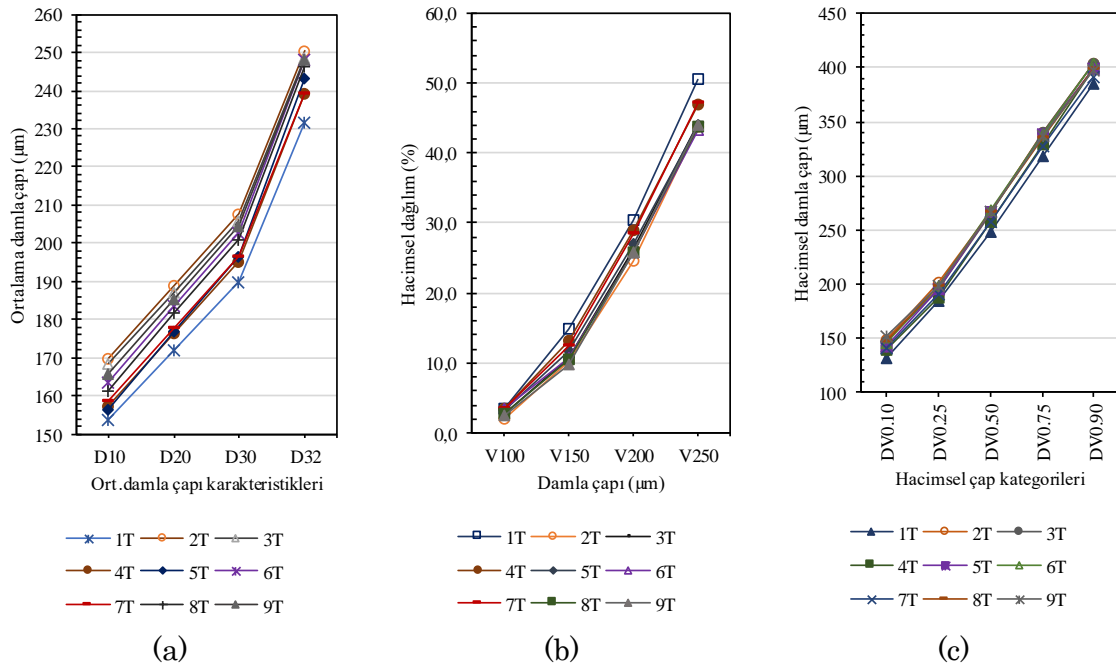 Ortalama damla çapı (µm)
260
250
240
230
220
210
200
190
180
170
160
150
D10 D20 D30 D32
Ort. damla çapı karakteristikleri
1T 2T 3T
4T 5T 6T
7T 8T 9T
(a)
Hacimsel dağılım (%)
60.0
50.0
40.0
30.0
20.0
10.0
0,0
V100 V150 V200 V250
Damla çapı (µm)
1T 2T 3T
4T 5T 6T
7T 8T 9T
(b)
Hacimsel damla çapı (µm)
450
400
350
300
250
200
150
100
DV0.10 DV0.25 DV0.50 DV0.75 DV0.90
Hacimsel çap kategorileri
1T 2T 3T
4T 5T 6T
7T 8T 9T
(c)